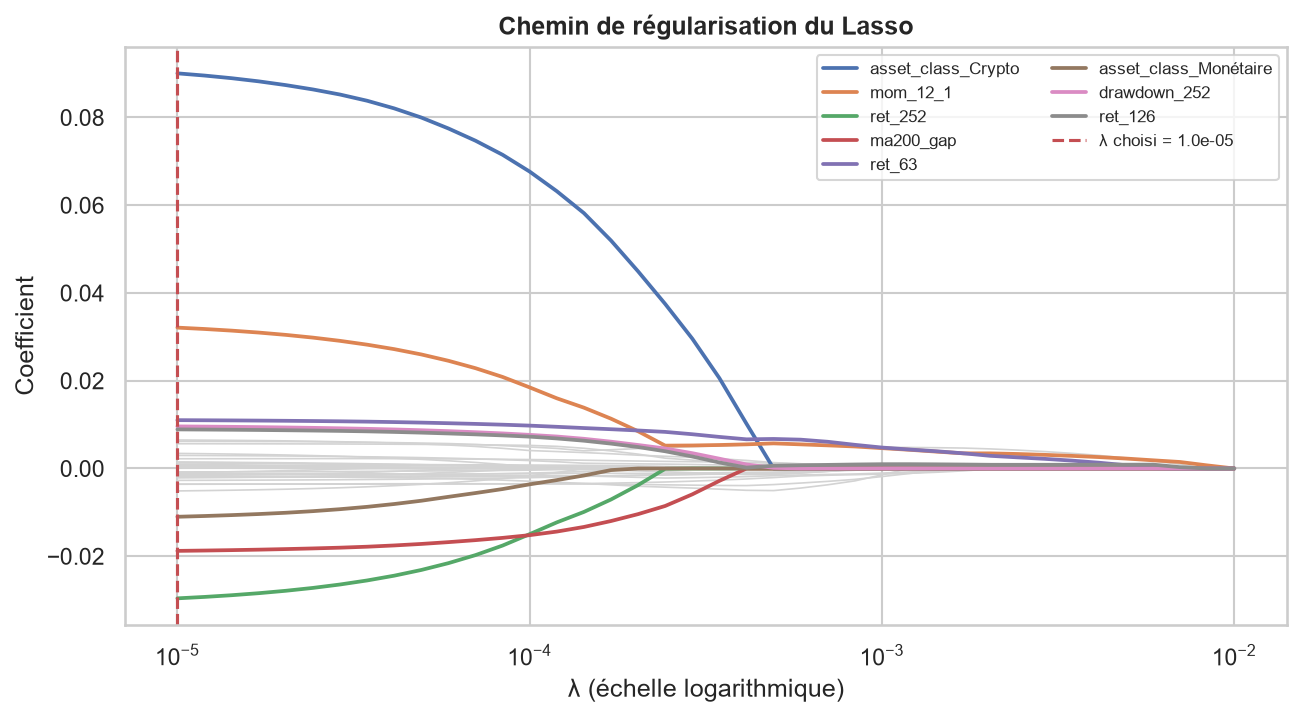 Chemin de régularisation du Lasso
asset_class_Crypto
mom_12_1
ret_252
ma200_gap
ret_63
asset_class_Monétaire
drawdown_252
ret_126
λ choisi = 1.0e-05
Coefficient
0.08
0.06
0.04
0.02
0.00
−0.02
10⁻⁵
10⁻⁴
10⁻³
10⁻²
λ (échelle logarithmique)